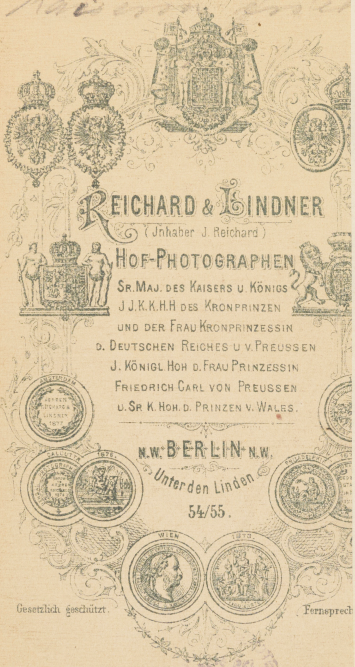 REICHARD & LINDNER
(Jnhaber J. Reichard)
HOF-PHOTOGRAPHEN
SR. MAJ. DES KAISERS U. KÖNIGS
J J. K. K. H. H DES KRONPRINZEN
UND DER FRAU KRONPRINZESSIN
D. DEUTSCHEN REICHES U. V. PREUSSEN
J. KÖNIGL HOH D. FRAU PRINZESSIN
FRIEDRICH CARL VON PREUSSEN
U. SR K. HOH. D. PRINZEN V. WALES.
N.W. BERLIN N.W.
Unter den Linden
54/55.
WIEN 1873.
Gesetzlich geschützt. Fernsprech